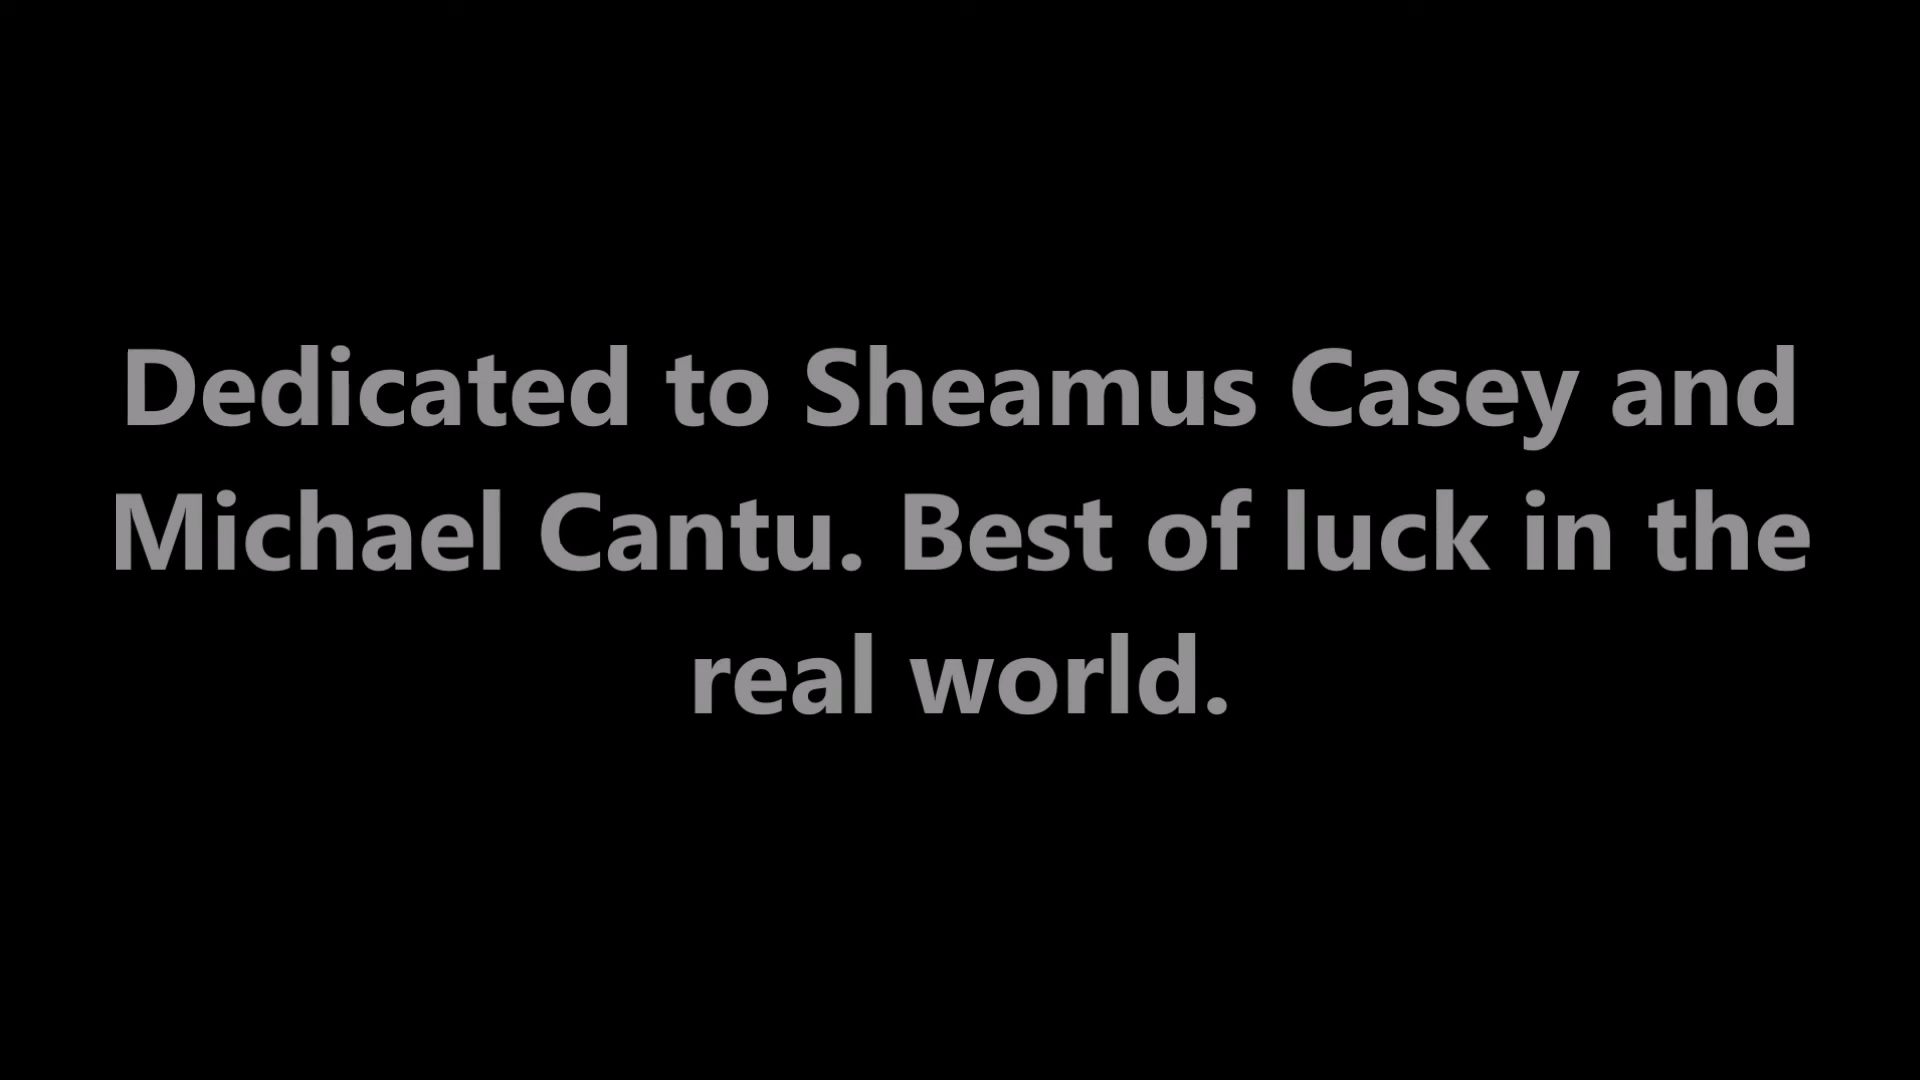 Dedicated to Sheamus Casey and
Michael Cantu. Best of luck in the
real world.